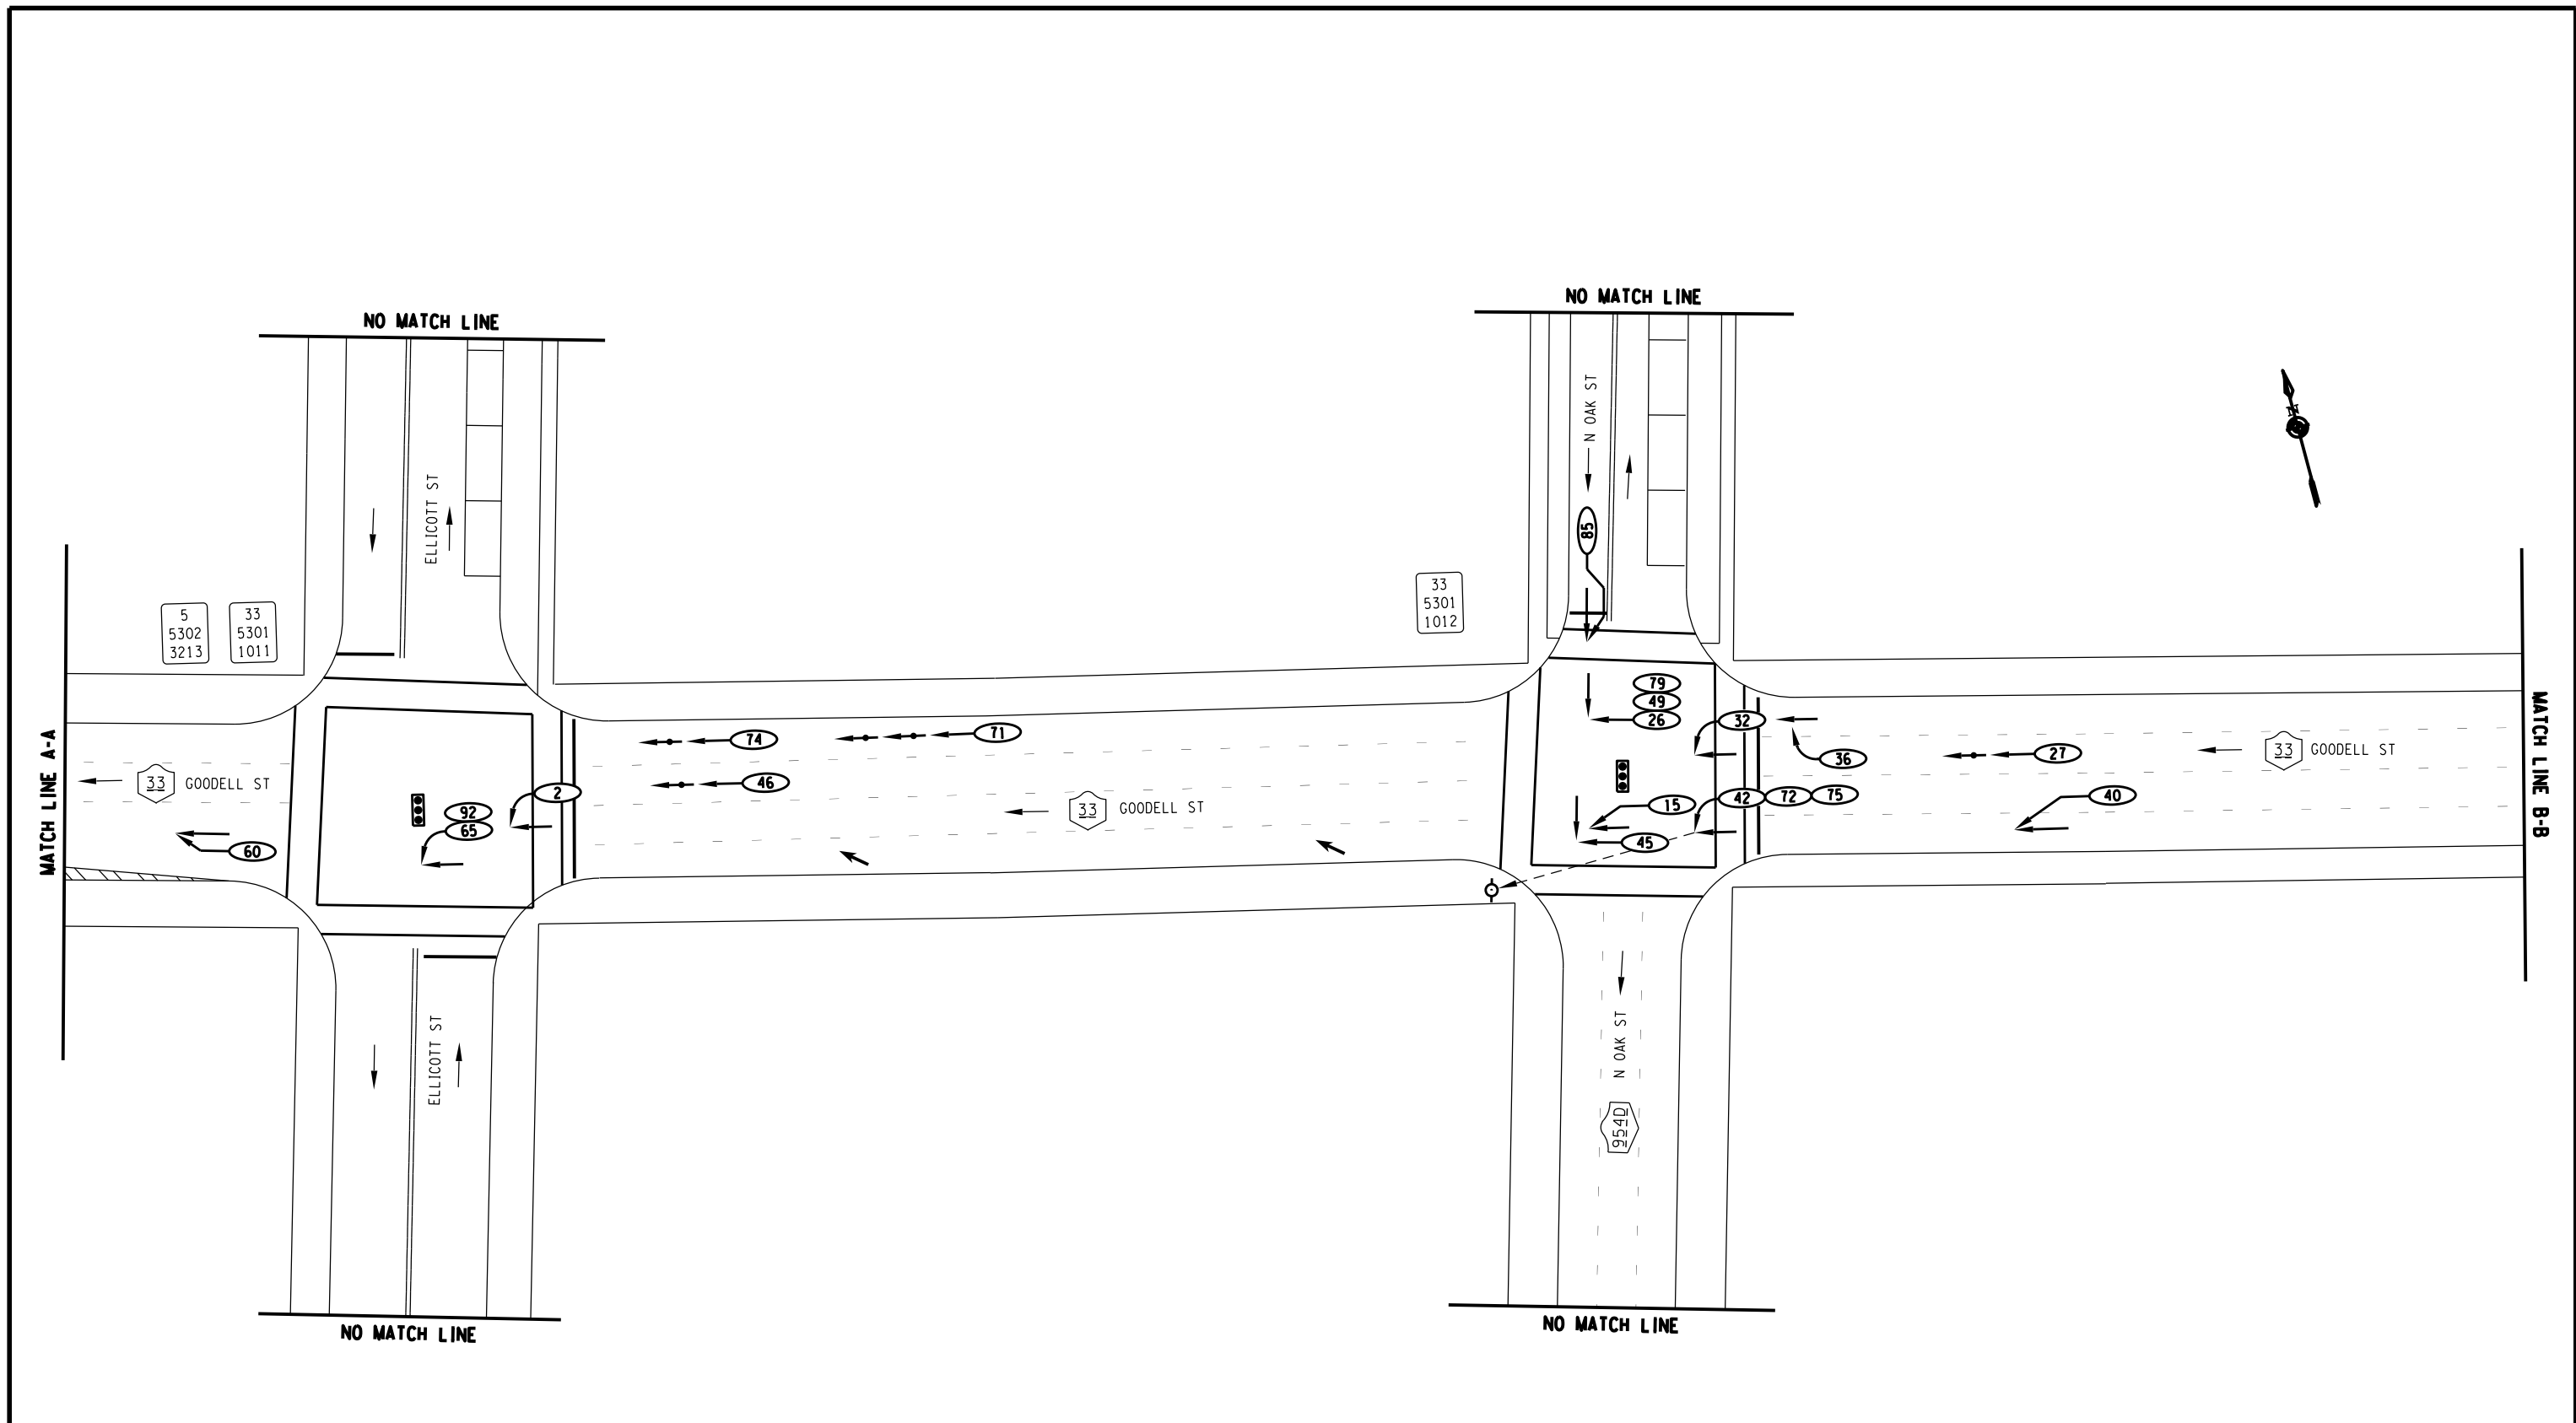 NO MATCH LINE
NO MATCH LINE
N OAK ST
N
ELLICOTT ST
85
5
5302
3213
33
5301
1011
33
5301
1012
MATCH LINE A-A
33 GOODELL ST
92
65
2
60
74
71
46
33 GOODELL ST
79
49
26
32
36
27
33 GOODELL ST
15
42
72
75
40
45
MATCH LINE B-B
ELLICOTT ST
N OAK ST
954D
NO MATCH LINE
NO MATCH LINE